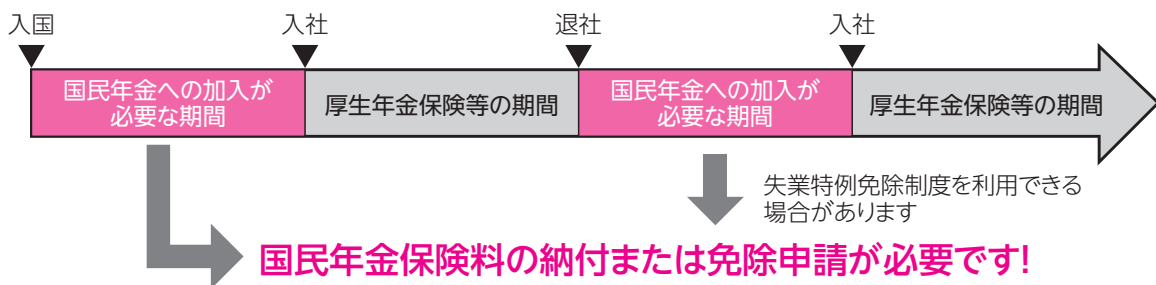 入国
入社
退社
入社
国民年金への加入が
必要な期間
厚生年金保険等の期間
国民年金への加入が
必要な期間
厚生年金保険等の期間
失業特例免除制度を利用できる
場合があります
国民年金保険料の納付または免除申請が必要です!